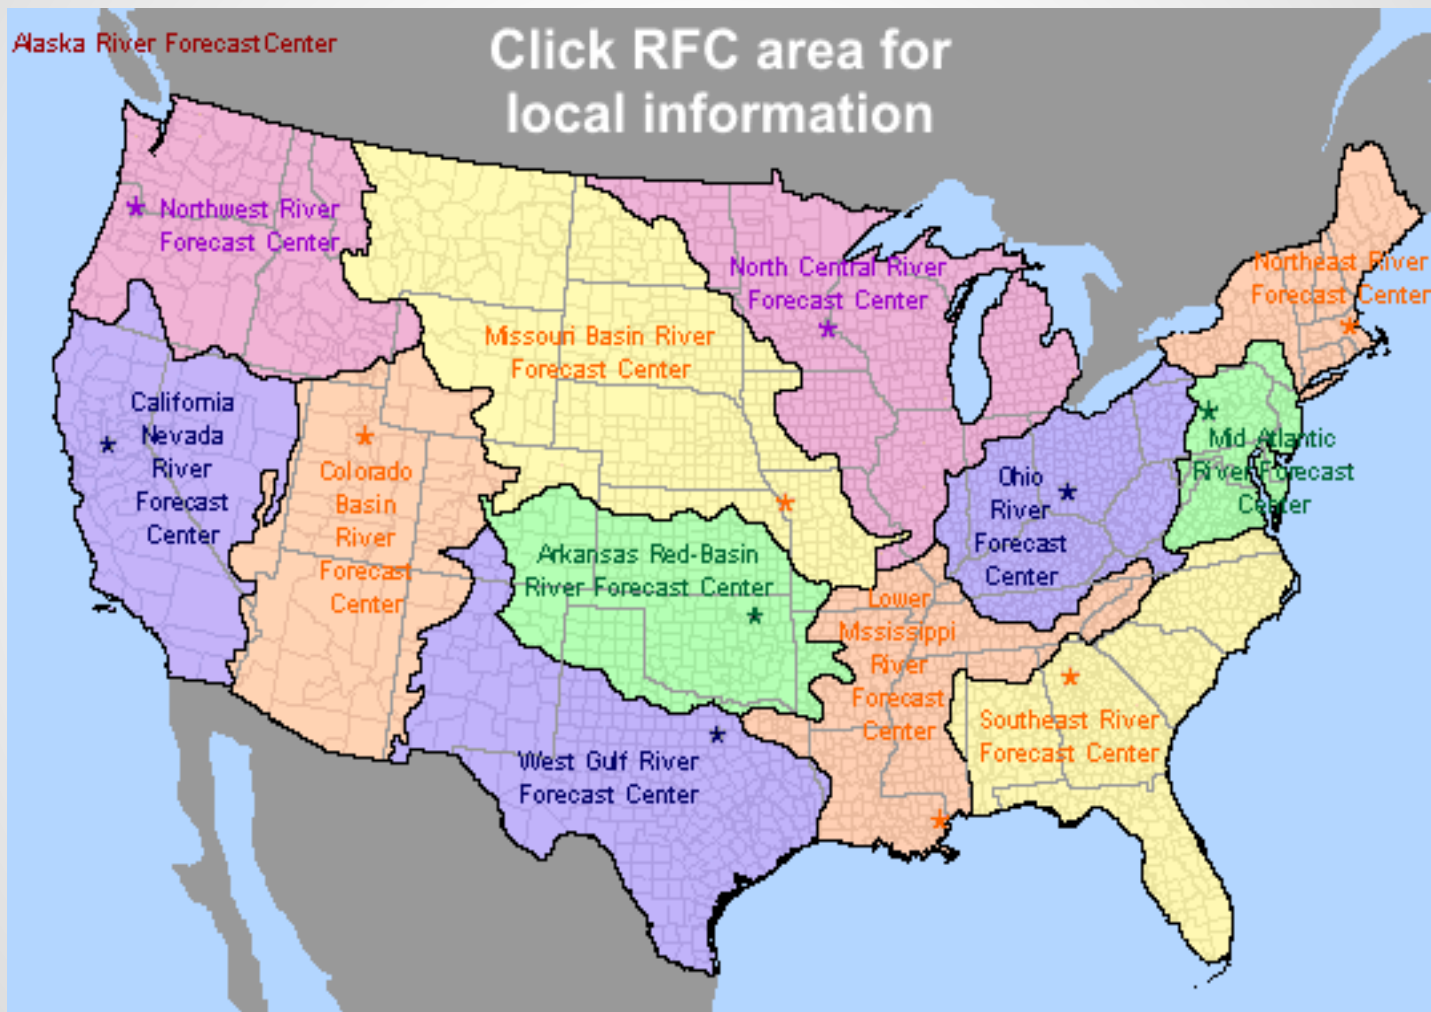 Alaska River Forecast Center
Click RFC area for
local information
Northwest River
Forecast Center
North Central River
Forecast Center
Northeast River
Forecast Center
Missouri Basin River
Forecast Center
California
Nevada
River
Forecast
Center
Colorado
Basin
River
Forecast
Center
Ohio
River
Forecast
Center
Mid Atlantic
River Forecast
Center
Arkansas Red-Basin
River Forecast Center
Lower
Mississippi
River
Forecast
Center
Southeast River
Forecast Center
West Gulf River
Forecast Center